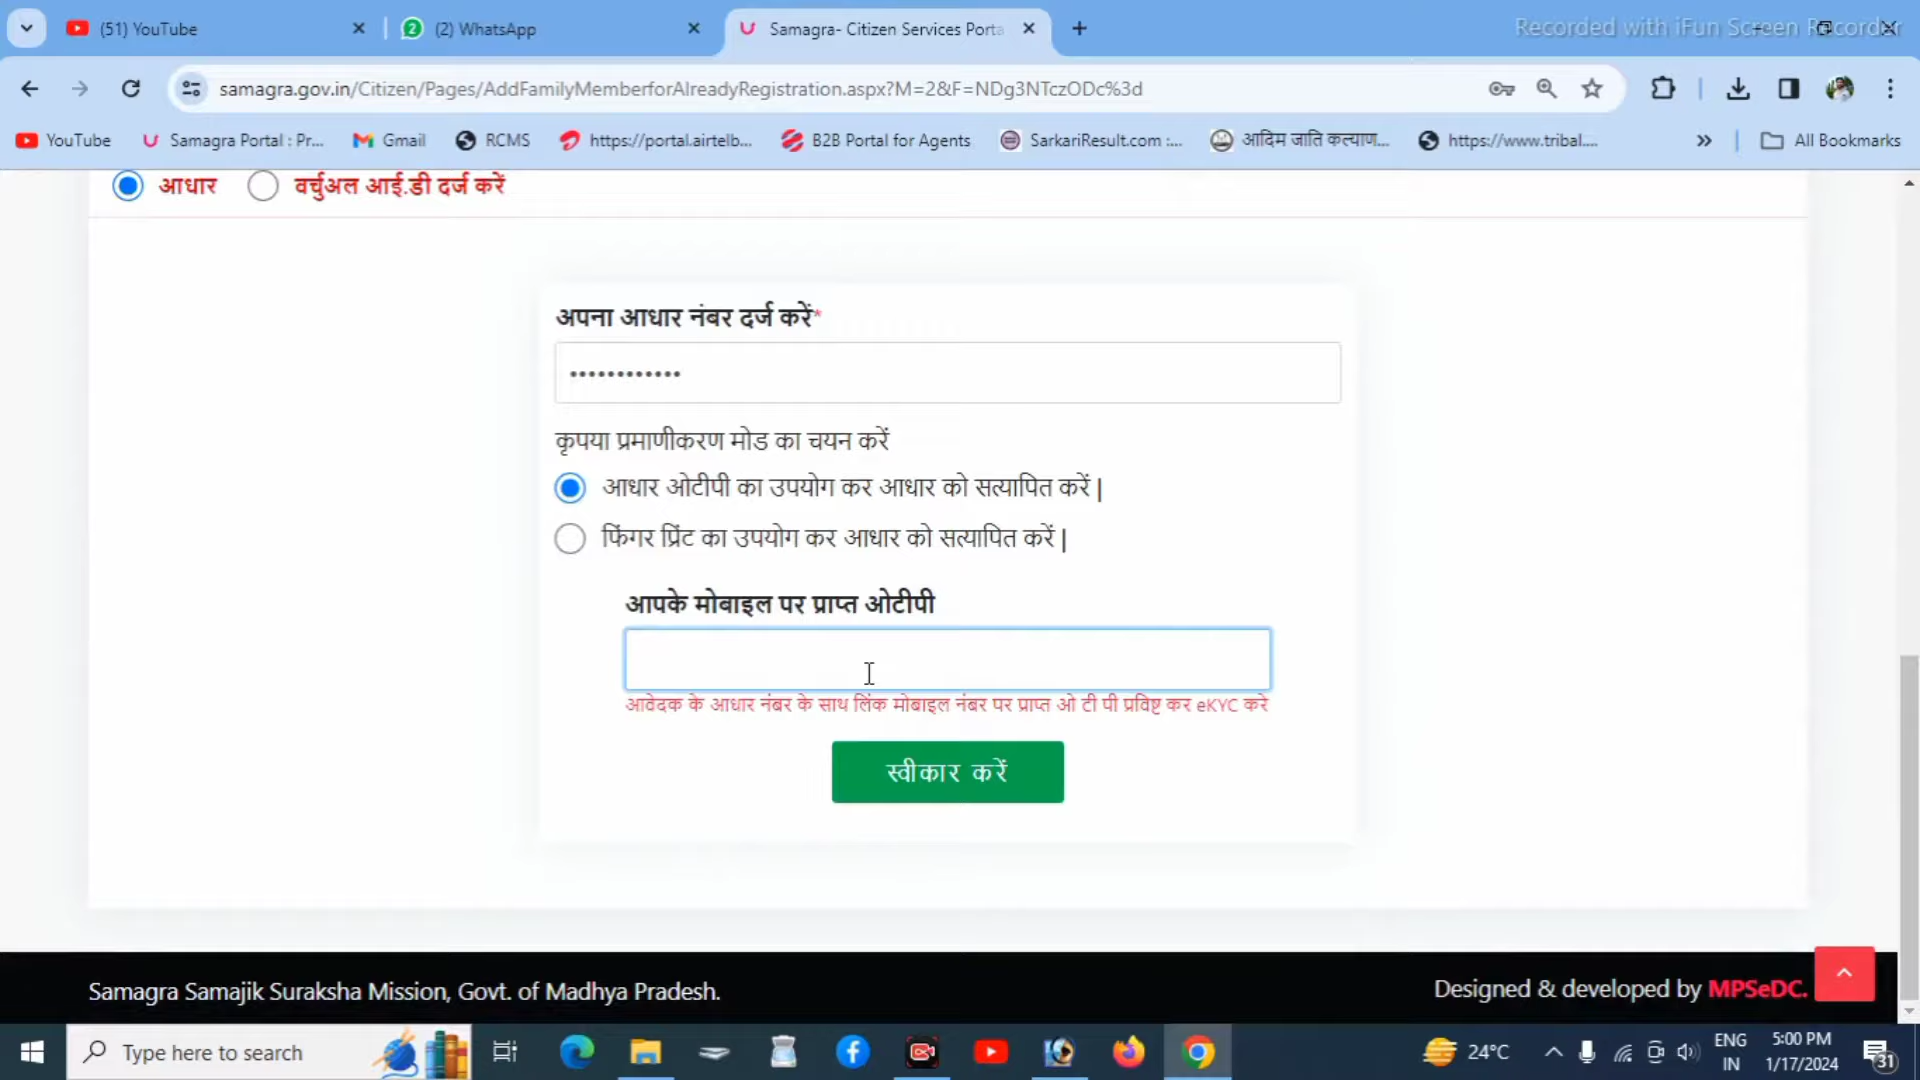 (51) YouTube
(2) WhatsApp
Samagra- Citizen Services Porta
Recorded with iFun Screen Recorder
samagra.gov.in/Citizen/Pages/AddFamilyMemberforAlreadyRegistration.aspx?M=2&F=NDg3NTczODc%3d
YouTube
Samagra Portal : Pr...
Gmail
RCMS
https://portal.airtelb...
B2B Portal for Agents
SarkariResult.com :...
आदिम जाति कल्याण...
https://www.tribal....
All Bookmarks
आधार
वर्चुअल आई.डी दर्ज करें
अपना आधार नंबर दर्ज करें*
कृपया प्रमाणीकरण मोड का चयन करें
आधार ओटीपी का उपयोग कर आधार को सत्यापित करें |
फिंगर प्रिंट का उपयोग कर आधार को सत्यापित करें |
आपके मोबाइल पर प्राप्त ओटीपी
आवेदक के आधार नंबर के साथ लिंक मोबाइल नंबर पर प्राप्त ओ टी पी प्रविष्ट कर eKYC करे
स्वीकार करें
Samagra Samajik Suraksha Mission, Govt. of Madhya Pradesh.
Designed & developed by MPSeDC.
Type here to search
24°C
ENG
IN
5:00 PM
1/17/2024
31